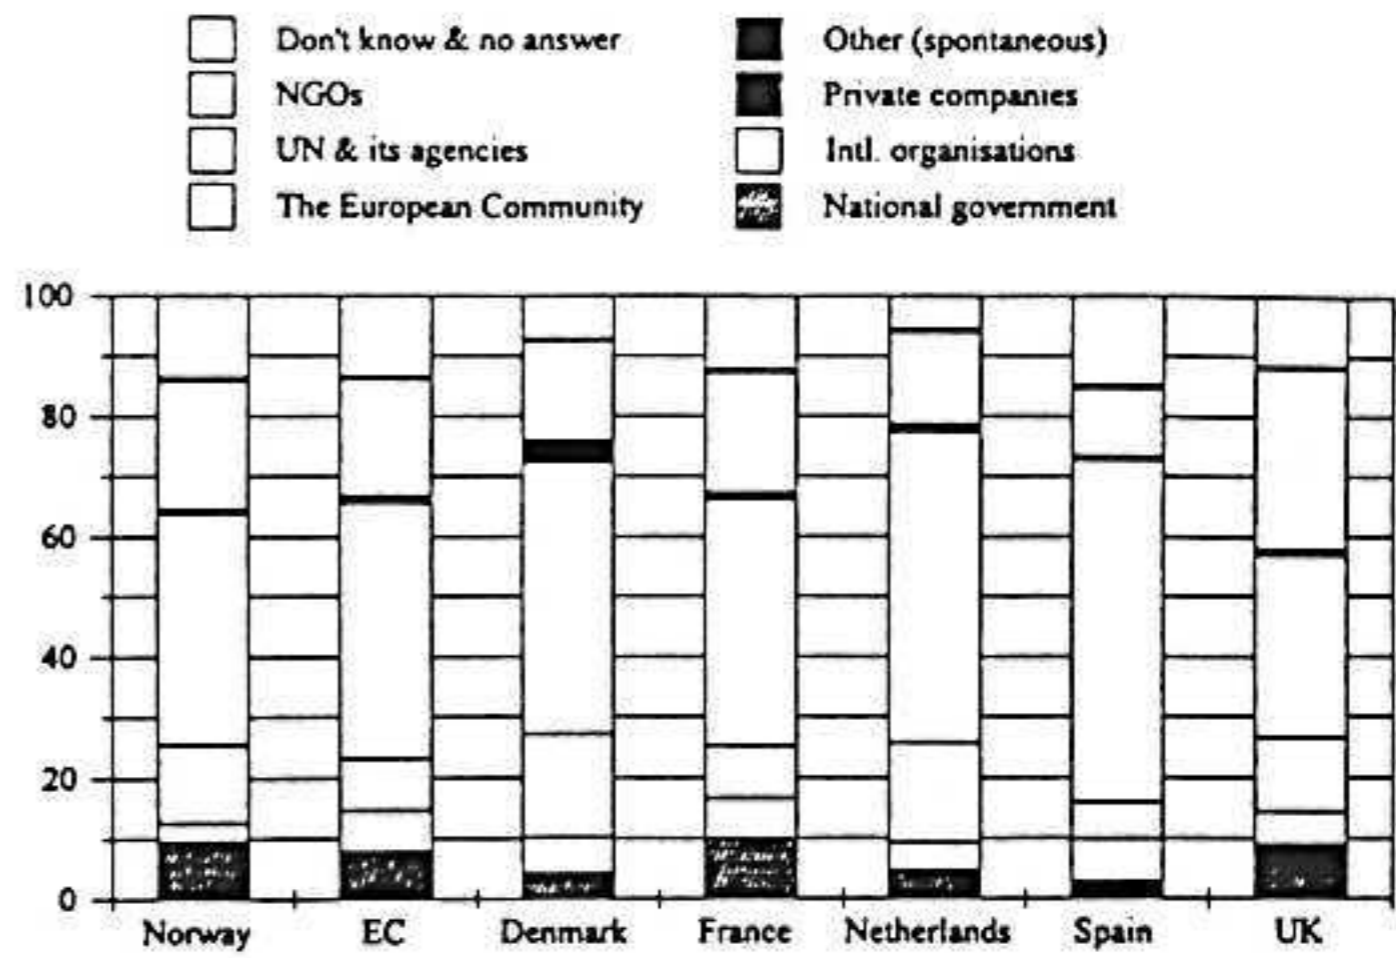 Don't know & no answer
NGOs
UN & its agencies
The European Community
Other (spontaneous)
Private companies
Intl. organisations
National government
100
80
60
40
20
0
Norway EC Denmark France Netherlands Spain UK